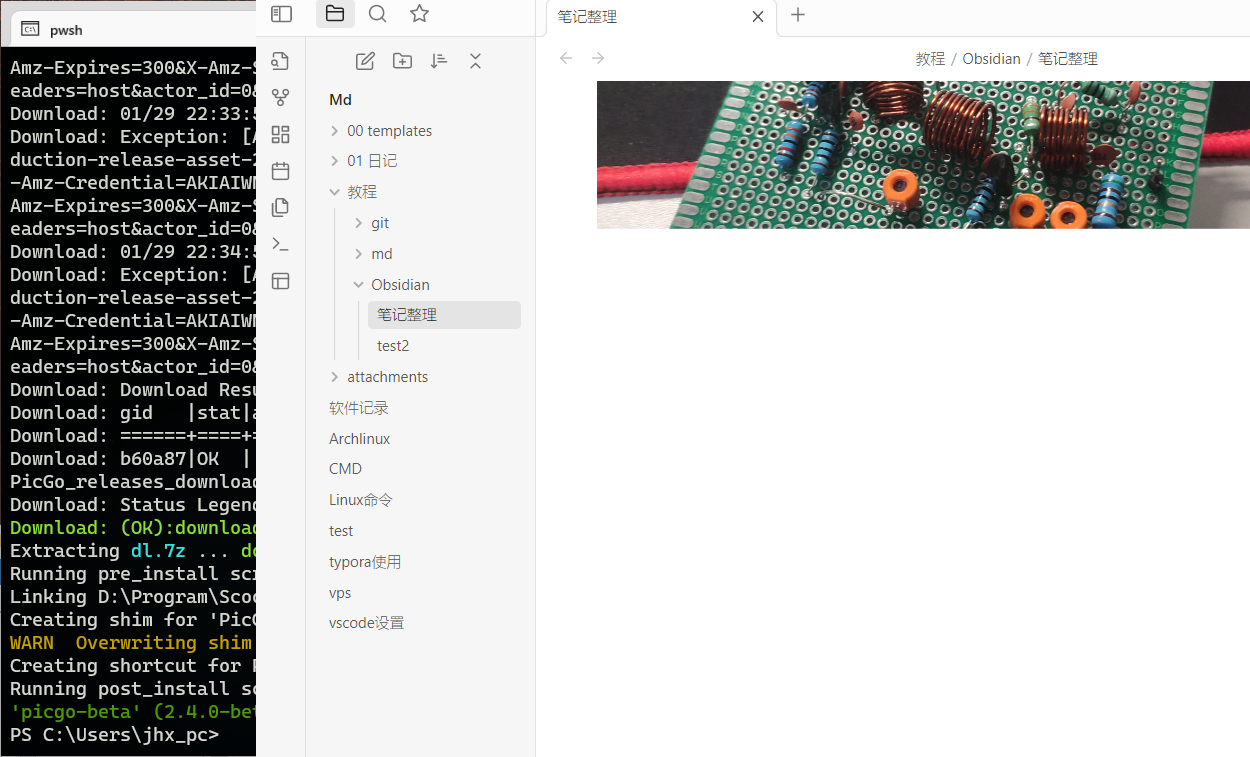 pwsh
Amz-Expires=300&X-Amz-S
eaders=host&actor_id=0&
Download: 01/29 22:33:5
Download: Exception: [A
duction-release-asset-2
-Amz-Credential=AKIAIWN
Amz-Expires=300&X-Amz-S
eaders=host&actor_id=0&
Download: 01/29 22:34:5
Download: Exception: [A
duction-release-asset-2
-Amz-Credential=AKIAIWN
Amz-Expires=300&X-Amz-S
eaders=host&actor_id=0&
Download: Download Resu
Download: gid   |stat|a
Download: ======+====+=
Download: b60a87|OK  |
PicGo_releases_download
Download: Status Legend
Download: (OK):download
Extracting dl.7z ... do
Running pre_install scr
Linking D:\Program\Scoo
Creating shim for 'PicG
WARN  Overwriting shim
Creating shortcut for P
Running post_install sc
'picgo-beta' (2.4.0-bet
PS C:\Users\jhx_pc>
Md
00 templates
01 日记
教程
git
md
Obsidian
笔记整理
test2
attachments
软件记录
Archlinux
CMD
Linux命令
test
typora使用
vps
vscode设置
笔记整理
教程 / Obsidian / 笔记整理